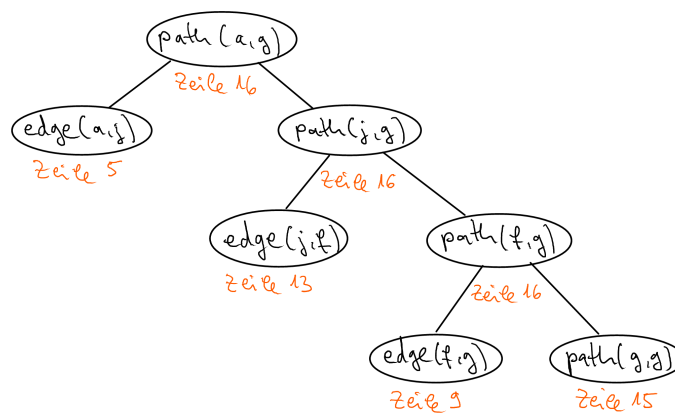 path(a,g)
Zeile 16
edge(a,j)
path(j,g)
Zeile 5
Zeile 16
edge(j,f)
path(f,g)
Zeile 13
Zeile 16
edge(f,g)
path(g,g)
Zeile 9
Zeile 15